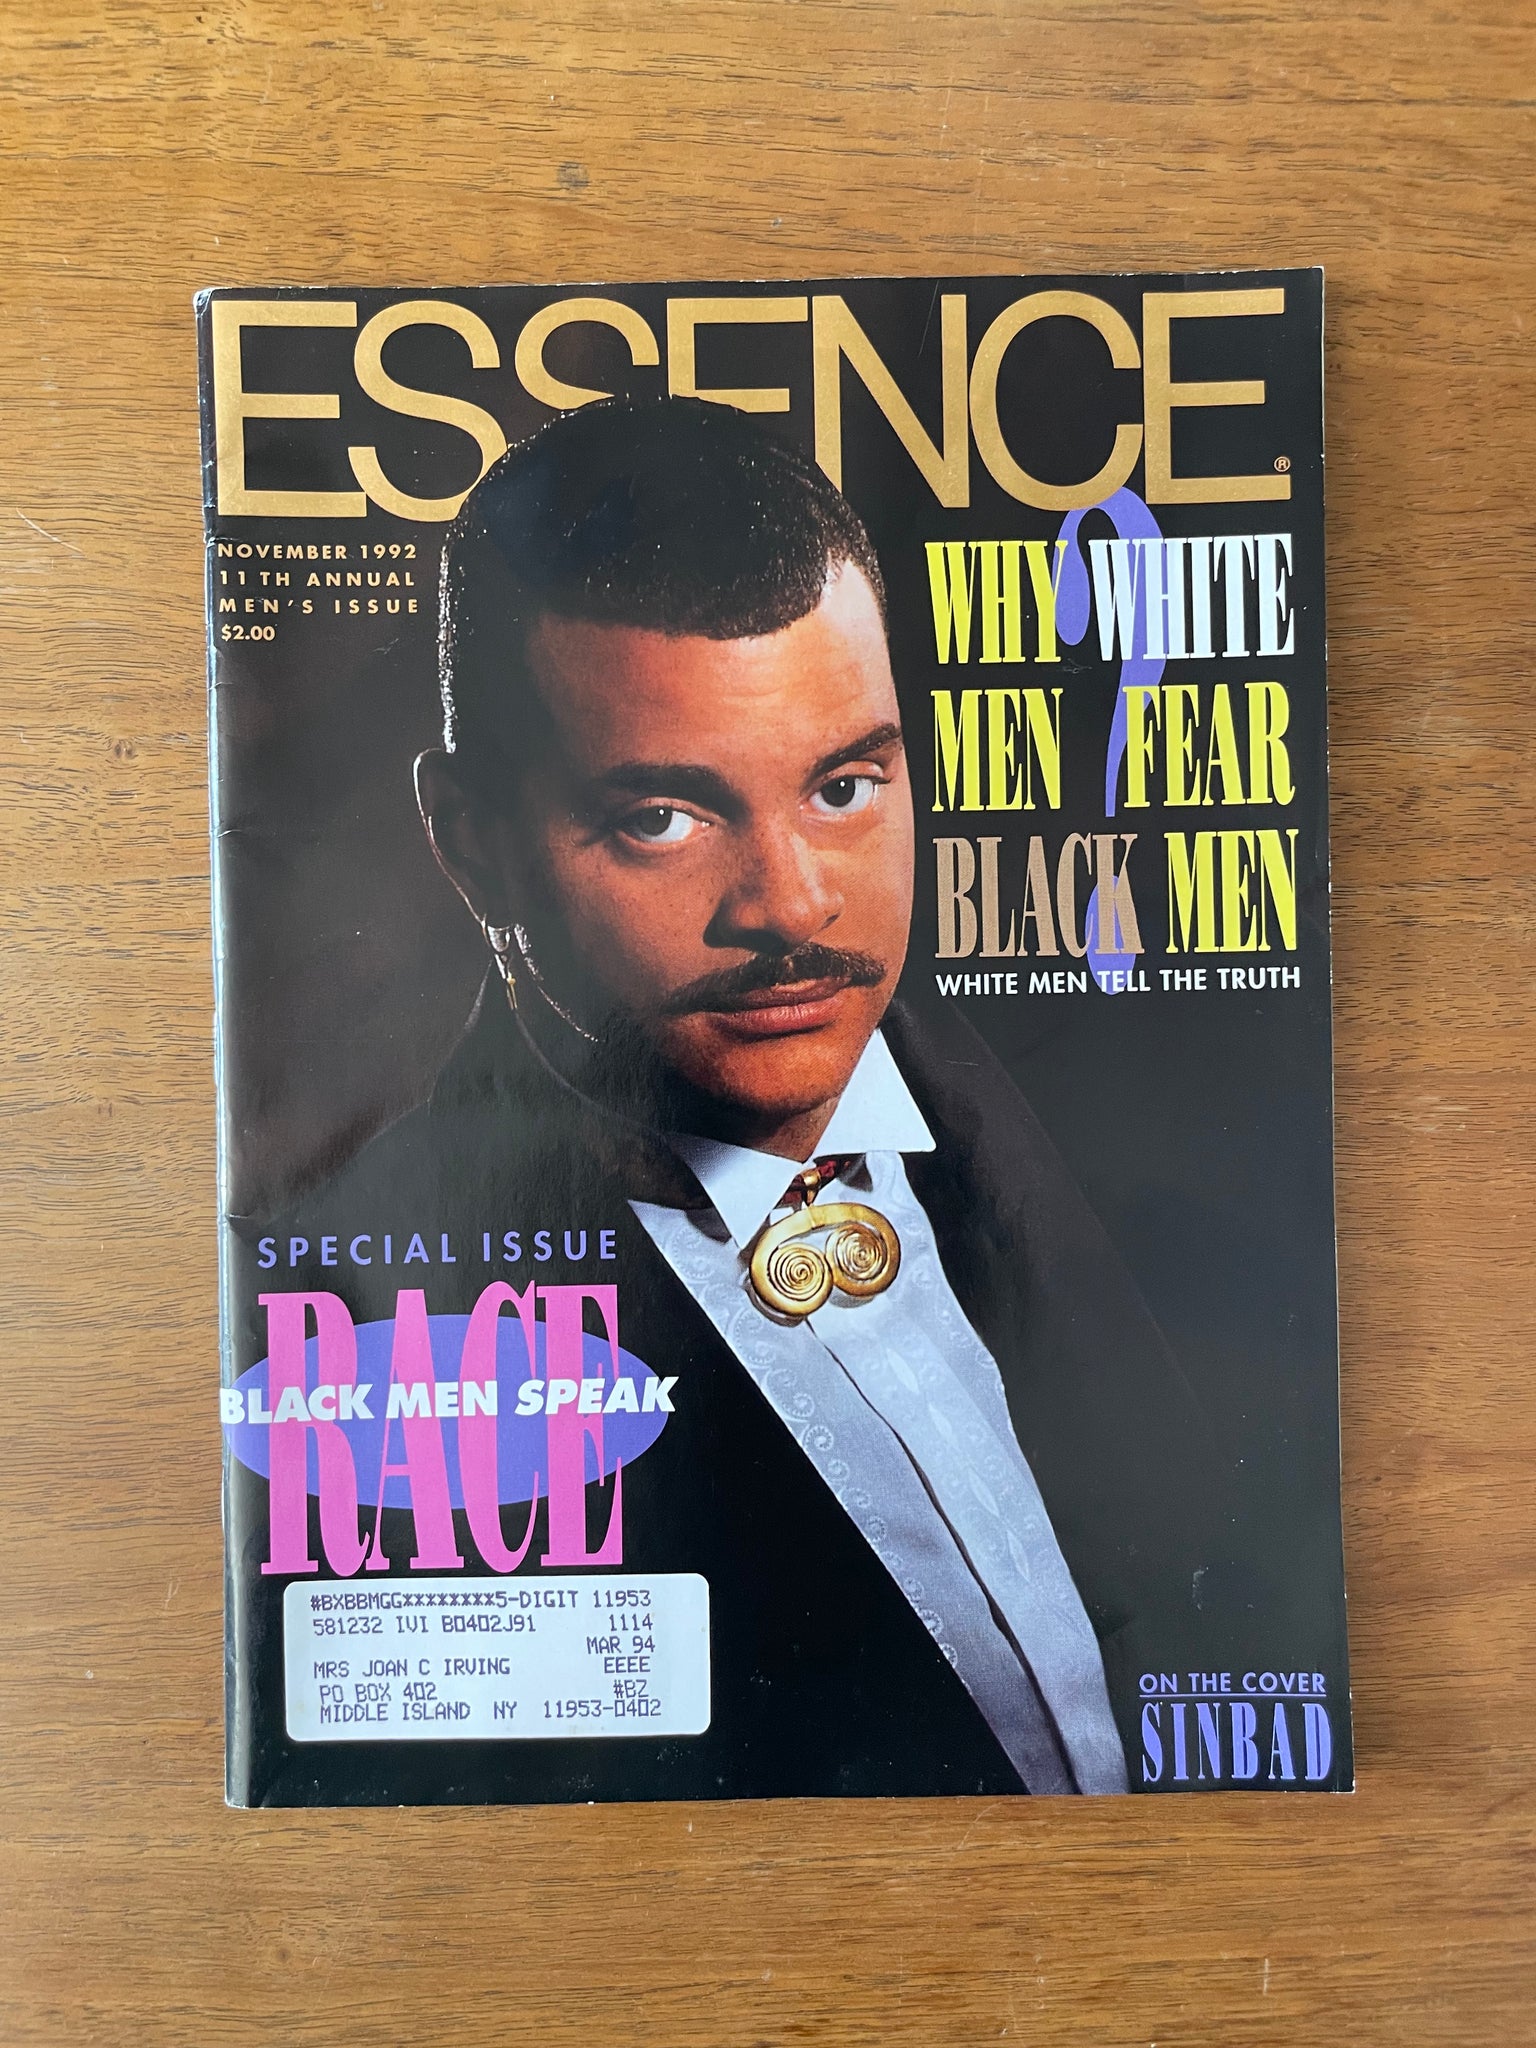 ESSENCE®
NOVEMBER 1992
11TH ANNUAL
MEN'S ISSUE
$2.00
WHY WHITE
MEN FEAR
BLACK MEN
?
WHITE MEN TELL THE TRUTH
SPECIAL ISSUE
RACE
BLACK MEN SPEAK
#BXBBMGG********5-DIGIT 11953
581232 IVI B0402J91 1114
MAR 94
MRS JOAN C IRVING EEEE
PO BOX 402 #BZ
MIDDLE ISLAND NY 11953-0402
ON THE COVER
SINBAD